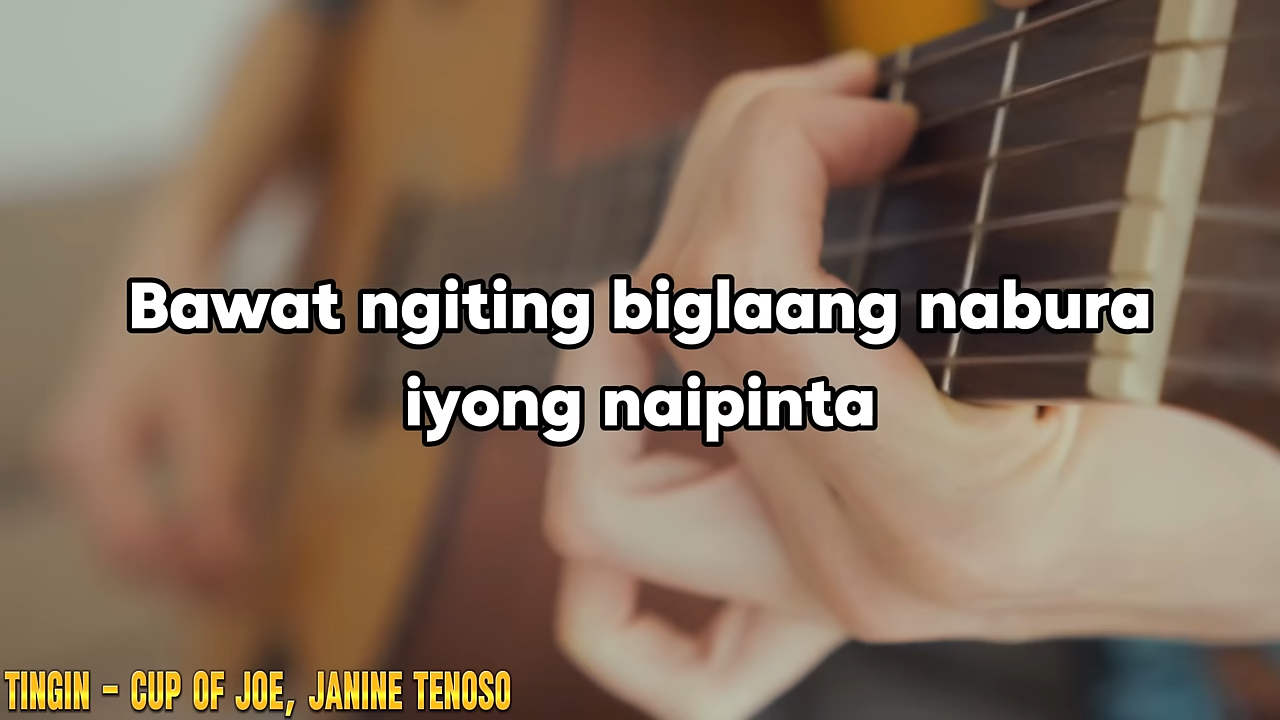 Bawat ngiting biglaang nabura
iyong naipinta
TINGIN - CUP OF JOE, JANINE TENOSO